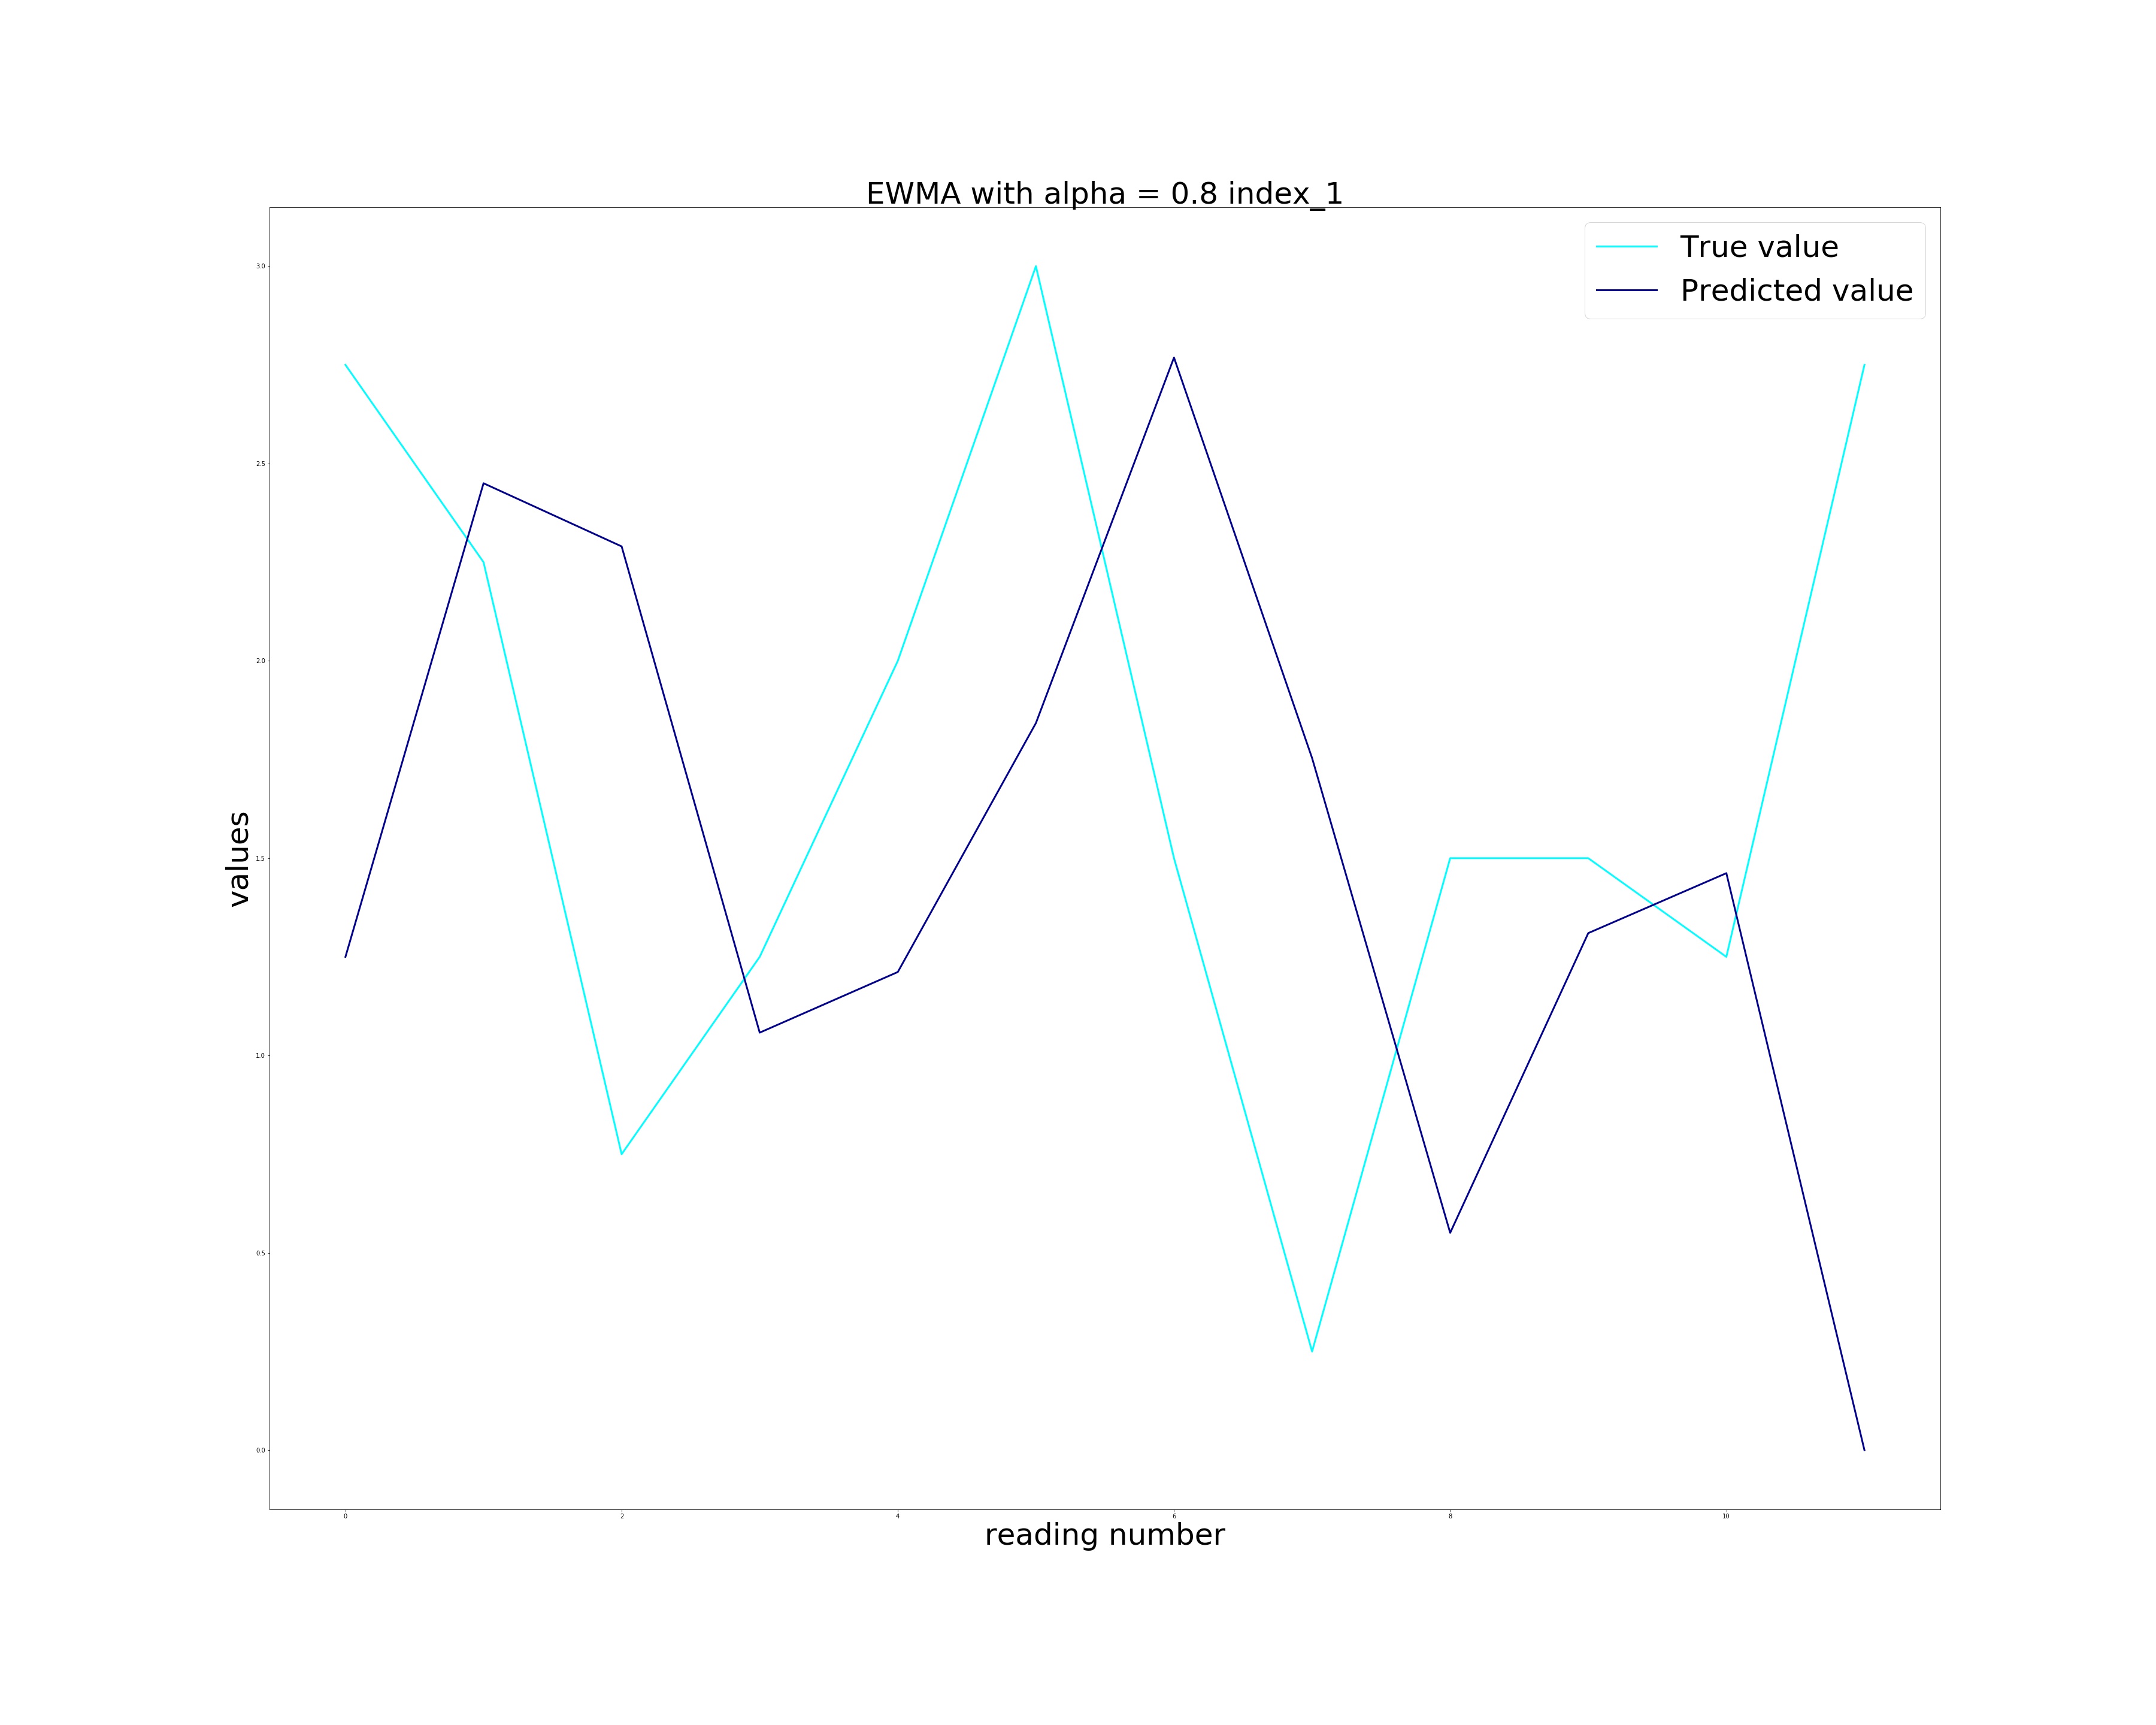 EWMA with alpha = 0.8 index_1
True value
Predicted value
3.0
2.5
2.0
1.5
1.0
0.5
0.0
values
0 2 4 6 8 10
reading number